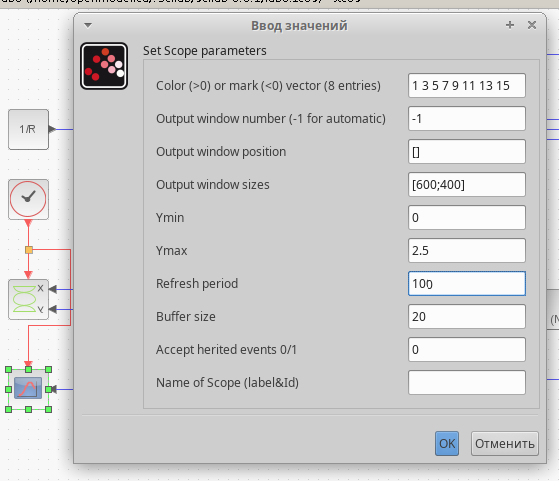 Ввод значений
Set Scope parameters
Color (>0) or mark (<0) vector (8 entries) 1 3 5 7 9 11 13 15
Output window number (-1 for automatic) -1
Output window position []
Output window sizes [600;400]
Ymin 0
Ymax 2.5
Refresh period 100
Buffer size 20
Accept herited events 0/1 0
Name of Scope (label&Id)
OK Отменить
1/R
X
Y